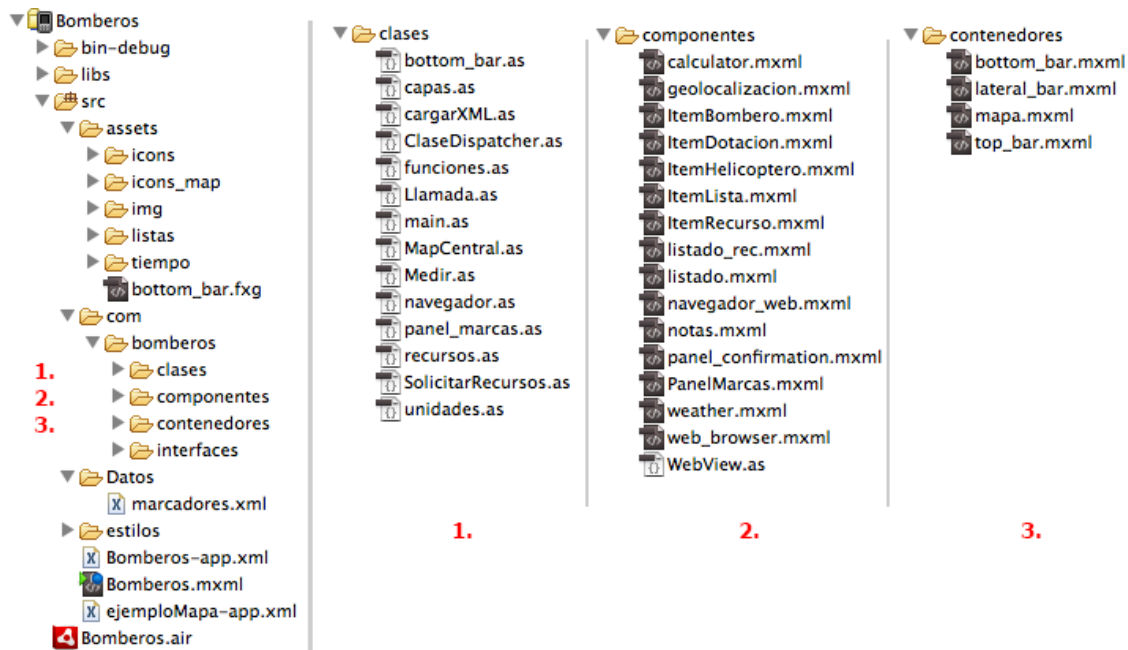 Bomberos
bin-debug
libs
src
assets
icons
icons_map
img
listas
tiempo
bottom_bar.fxg
com
bomberos
1. clases
2. componentes
3. contenedores
interfaces
Datos
marcadores.xml
estilos
Bomberos-app.xml
Bomberos.mxml
ejemploMapa-app.xml
Bomberos.air
clases
bottom_bar.as
capas.as
cargarXML.as
ClaseDispatcher.as
funciones.as
Llamada.as
main.as
MapCentral.as
Medir.as
navegador.as
panel_marcas.as
recursos.as
SolicitarRecursos.as
unidades.as
1.
componentes
calculator.mxml
geolocalizacion.mxml
ItemBombero.mxml
ItemDotacion.mxml
ItemHelicoptero.mxml
ItemLista.mxml
ItemRecurso.mxml
listado_rec.mxml
listado.mxml
navegador_web.mxml
notas.mxml
panel_confirmation.mxml
PanelMarcas.mxml
weather.mxml
web_browser.mxml
WebView.as
2.
contenedores
bottom_bar.mxml
lateral_bar.mxml
mapa.mxml
top_bar.mxml
3.